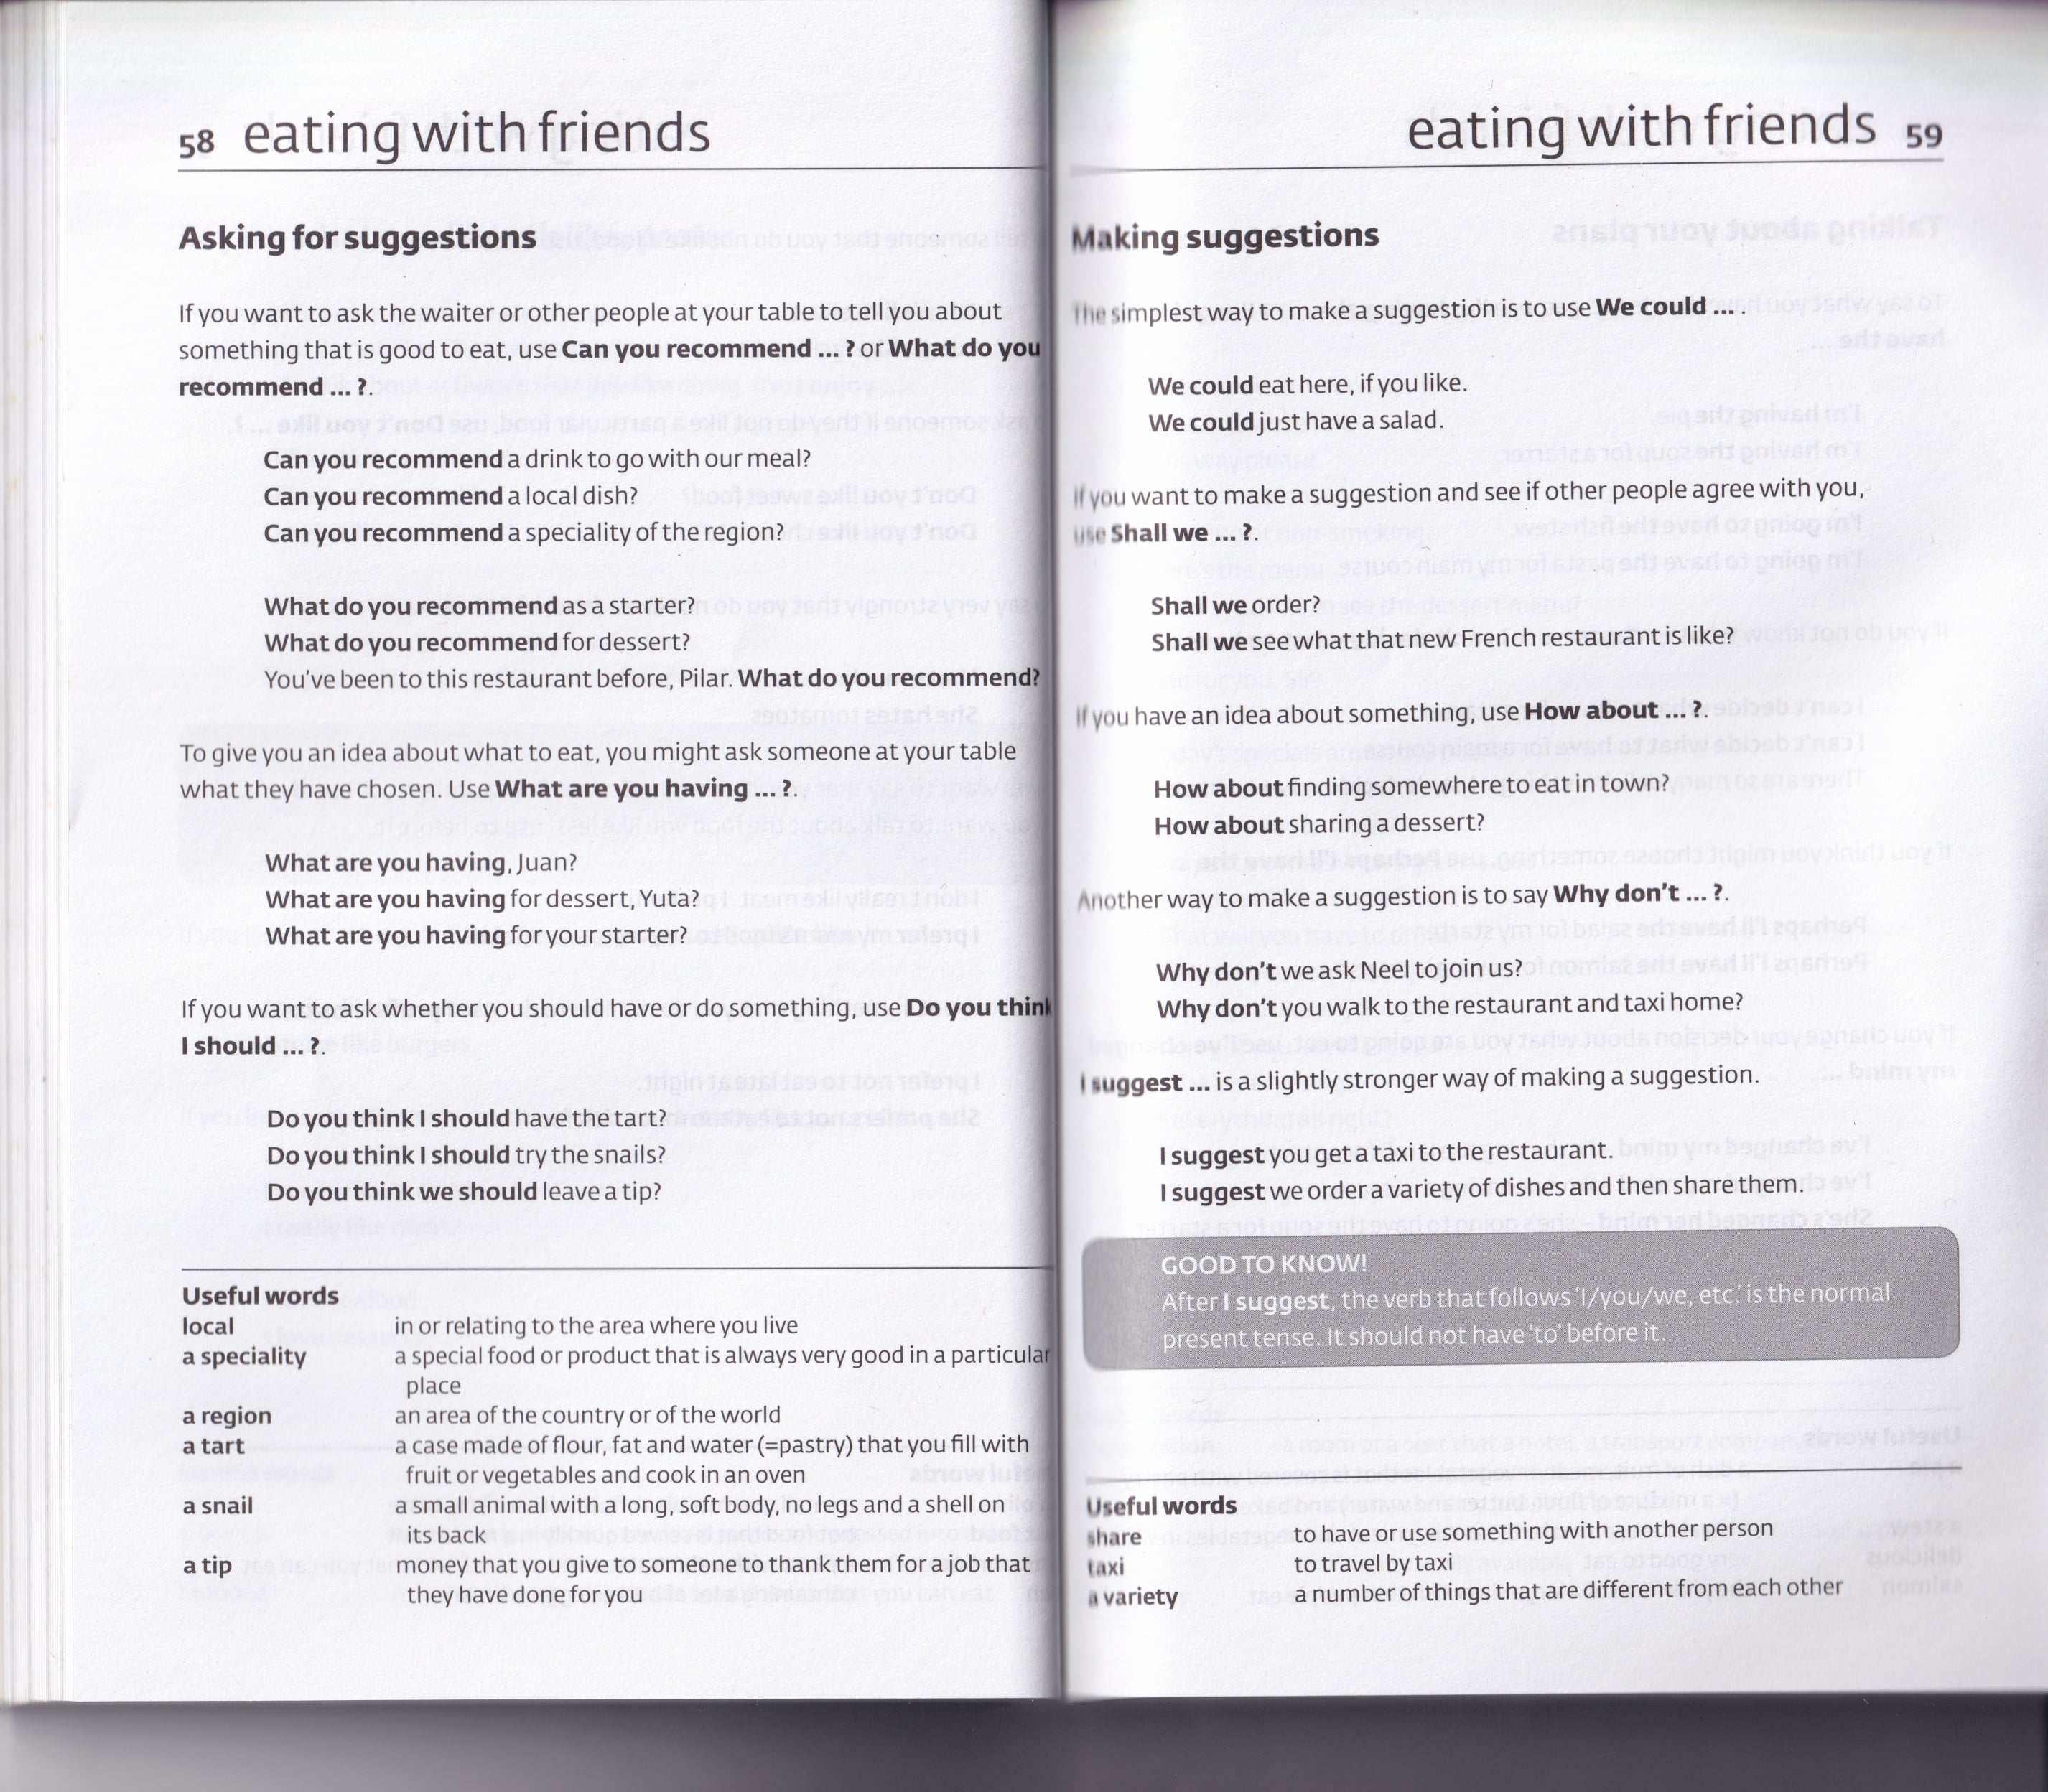 58 eating with friends
Asking for suggestions
If you want to ask the waiter or other people at your table to tell you about
something that is good to eat, use Can you recommend ... ? or What do you
recommend ... ?.
Can you recommend a drink to go with our meal?
Can you recommend a local dish?
Can you recommend a speciality of the region?
What do you recommend as a starter?
What do you recommend for dessert?
You've been to this restaurant before, Pilar. What do you recommend?
To give you an idea about what to eat, you might ask someone at your table
what they have chosen. Use What are you having ... ?.
What are you having, Juan?
What are you having for dessert, Yuta?
What are you having for your starter?
If you want to ask whether you should have or do something, use Do you think
I should ... ?.
Do you think I should have the tart?
Do you think I should try the snails?
Do you think we should leave a tip?
Useful words
local in or relating to the area where you live
a speciality a special food or product that is always very good in a particular
place
a region an area of the country or of the world
a tart a case made of flour, fat and water (=pastry) that you fill with
fruit or vegetables and cook in an oven
a snail a small animal with a long, soft body, no legs and a shell on
its back
a tip money that you give to someone to thank them for a job that
they have done for you
eating with friends 59
Making suggestions
The simplest way to make a suggestion is to use We could ... .
We could eat here, if you like.
We could just have a salad.
If you want to make a suggestion and see if other people agree with you,
use Shall we ... ?.
Shall we order?
Shall we see what that new French restaurant is like?
If you have an idea about something, use How about ... ?.
How about finding somewhere to eat in town?
How about sharing a dessert?
Another way to make a suggestion is to say Why don't ... ?.
Why don't we ask Neel to join us?
Why don't you walk to the restaurant and taxi home?
I suggest ... is a slightly stronger way of making a suggestion.
I suggest you get a taxi to the restaurant.
I suggest we order a variety of dishes and then share them.
GOOD TO KNOW!
After I suggest, the verb that follows 'I/you/we, etc.' is the normal
present tense. It should not have 'to' before it.
Useful words
share to have or use something with another person
taxi to travel by taxi
a variety a number of things that are different from each other